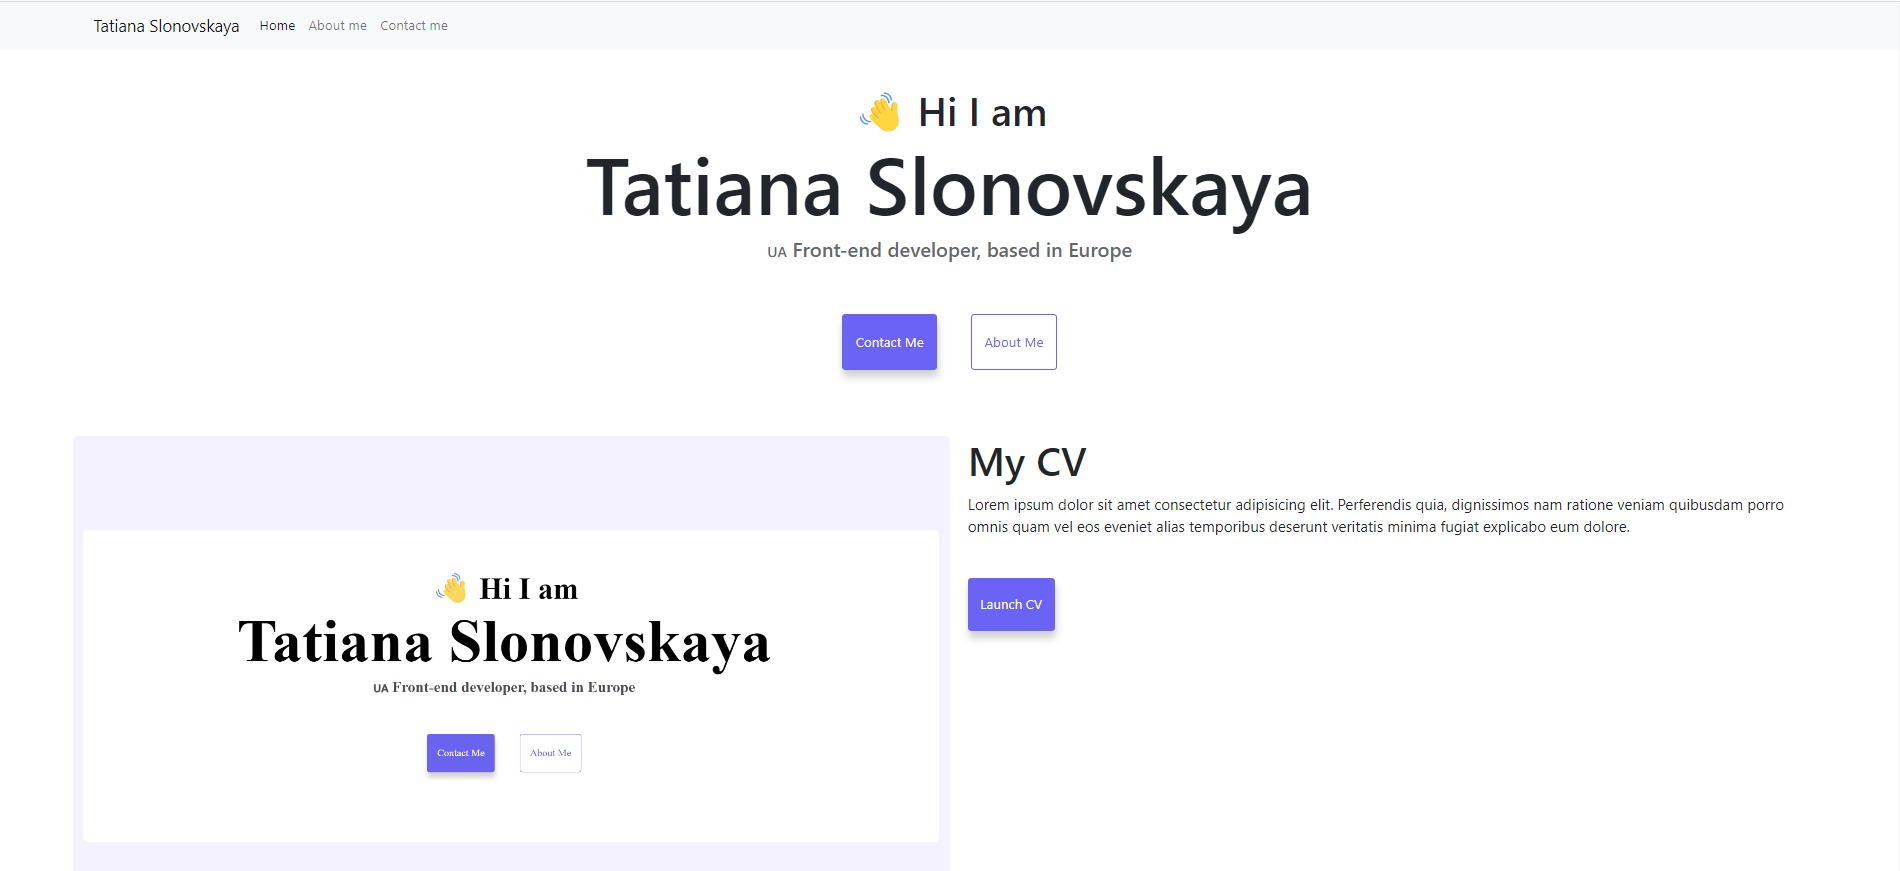 Tatiana Slonovskaya Home About me Contact me
👋 Hi I am
Tatiana Slonovskaya
UA Front-end developer, based in Europe
Contact Me About Me
👋 Hi I am
Tatiana Slonovskaya
UA Front-end developer, based in Europe
Contact Me About Me
My CV
Lorem ipsum dolor sit amet consectetur adipisicing elit. Perferendis quia, dignissimos nam ratione veniam quibusdam porro
omnis quam vel eos eveniet alias temporibus deserunt veritatis minima fugiat explicabo eum dolore.
Launch CV